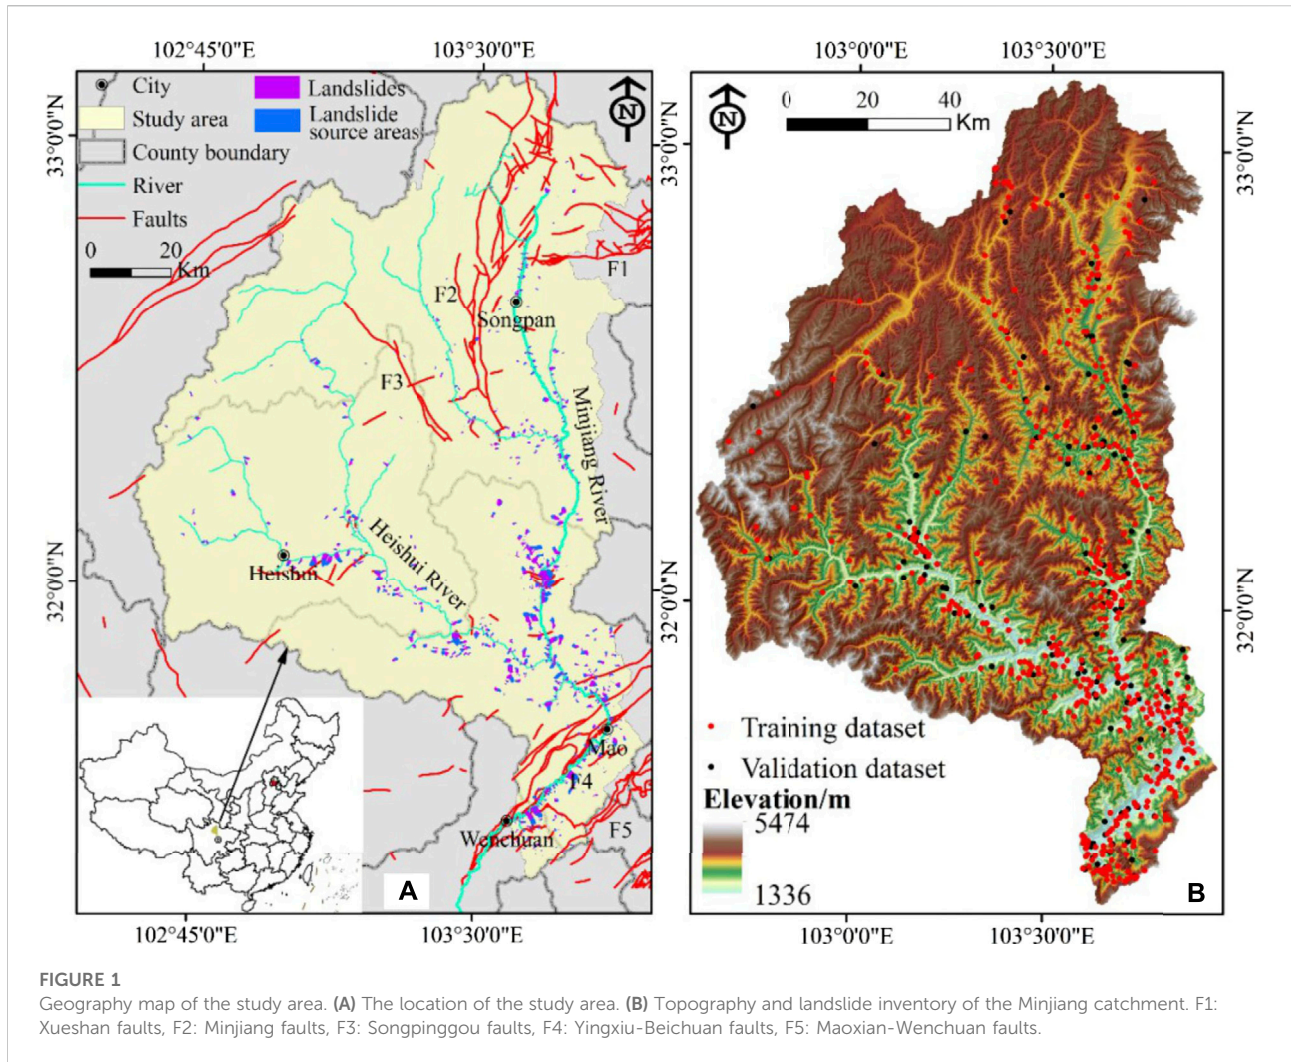 102°45'0"E
103°30'0"E
103°0'0"E
103°30'0"E
33°0'0"N
33°0'0"N
33°0'0"N
City
Landslides
Study area
Landslide
source areas
County boundary
River
Faults
0
20
Km
N
N
0
20
40
Km
F1
F2
Songpan
F3
Minjiang River
Heishui River
Heishui
32°0'0"N
32°0'0"N
32°0'0"N
Mao
F4
F5
Wenchuan
A
Training dataset
Validation dataset
Elevation/m
5474
1336
B
102°45'0"E
103°30'0"E
103°0'0"E
103°30'0"E
FIGURE 1
Geography map of the study area. (A) The location of the study area. (B) Topography and landslide inventory of the Minjiang catchment. F1:
Xueshan faults, F2: Minjiang faults, F3: Songpinggou faults, F4: Yingxiu-Beichuan faults, F5: Maoxian-Wenchuan faults.